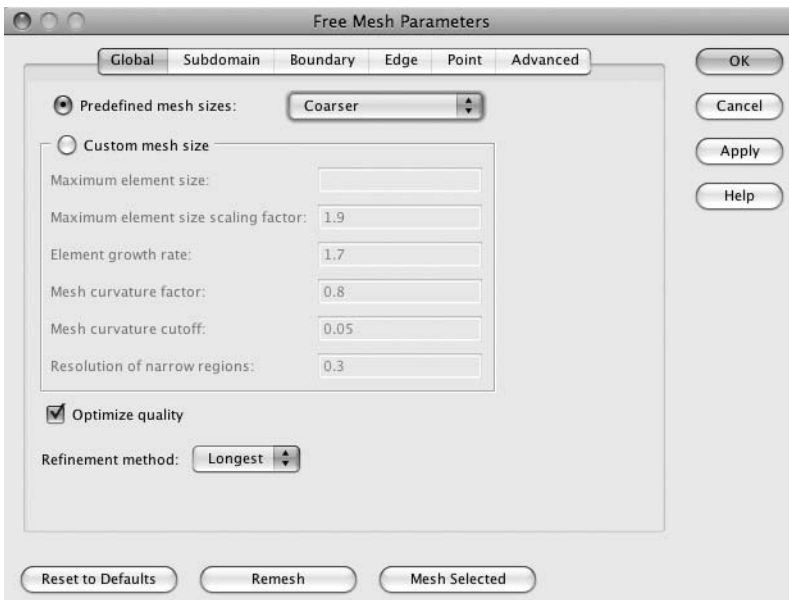 Free Mesh Parameters
Global Subdomain Boundary Edge Point Advanced
OK
Predefined mesh sizes: Coarser
Cancel
Custom mesh size
Apply
Maximum element size:
Help
Maximum element size scaling factor: 1.9
Element growth rate: 1.7
Mesh curvature factor: 0.8
Mesh curvature cutoff: 0.05
Resolution of narrow regions: 0.3
Optimize quality
Refinement method: Longest
Reset to Defaults Remesh Mesh Selected